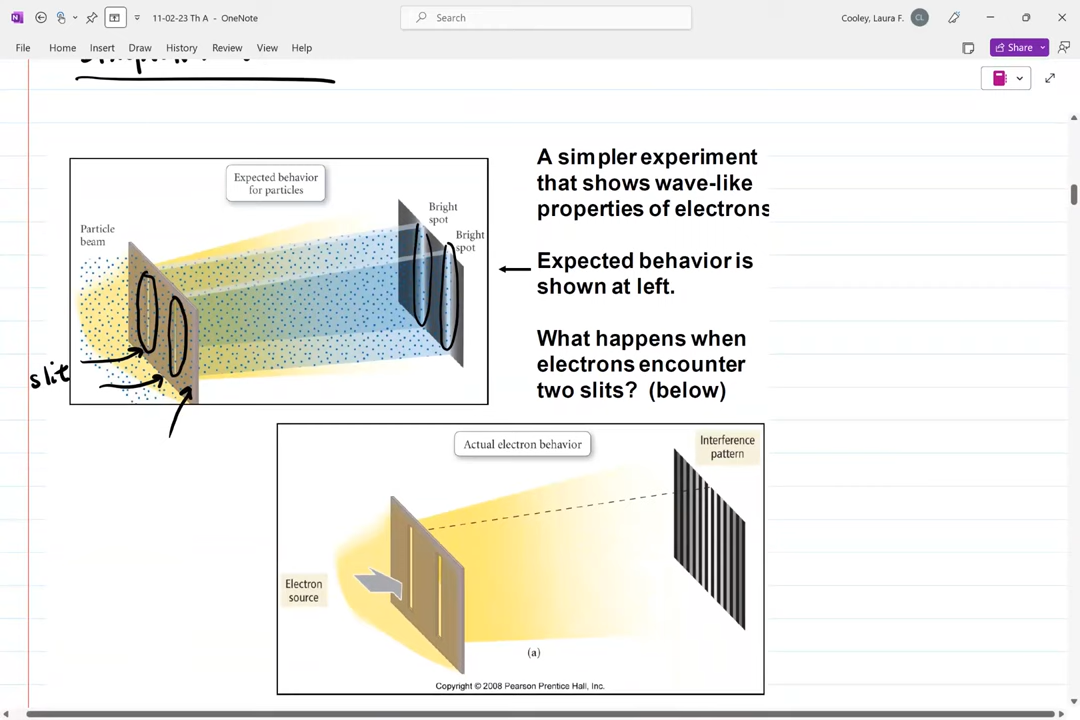 11-02-23 Th A - OneNote
Search
Cooley, Laura F.
CL
File Home Insert Draw History Review View Help
Share
Expected behavior
for particles
Bright
spot
Bright
spot
Particle
beam
slit
A simpler experiment
that shows wave-like
properties of electrons
Expected behavior is
shown at left.
What happens when
electrons encounter
two slits? (below)
Actual electron behavior
Interference
pattern
Electron
source
(a)
Copyright © 2008 Pearson Prentice Hall, Inc.